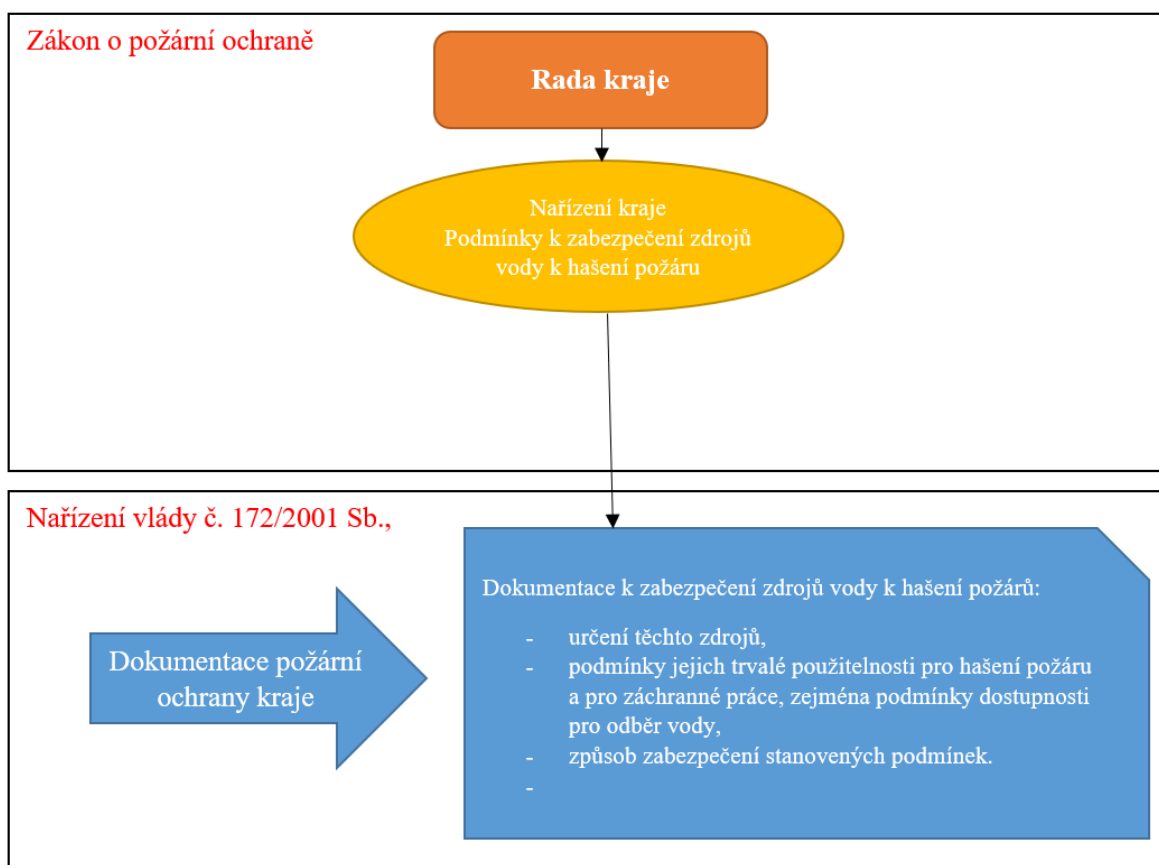 Zákon o požární ochraně
Rada kraje
Nařízení kraje
Podmínky k zabezpečení zdrojů
vody k hašení požáru
Nařízení vlády č. 172/2001 Sb.,
Dokumentace požární
ochrany kraje
Dokumentace k zabezpečení zdrojů vody k hašení požárů:
- určení těchto zdrojů,
- podmínky jejich trvalé použitelnosti pro hašení požáru
a pro záchranné práce, zejména podmínky dostupnosti
pro odběr vody,
- způsob zabezpečení stanovených podmínek.
-